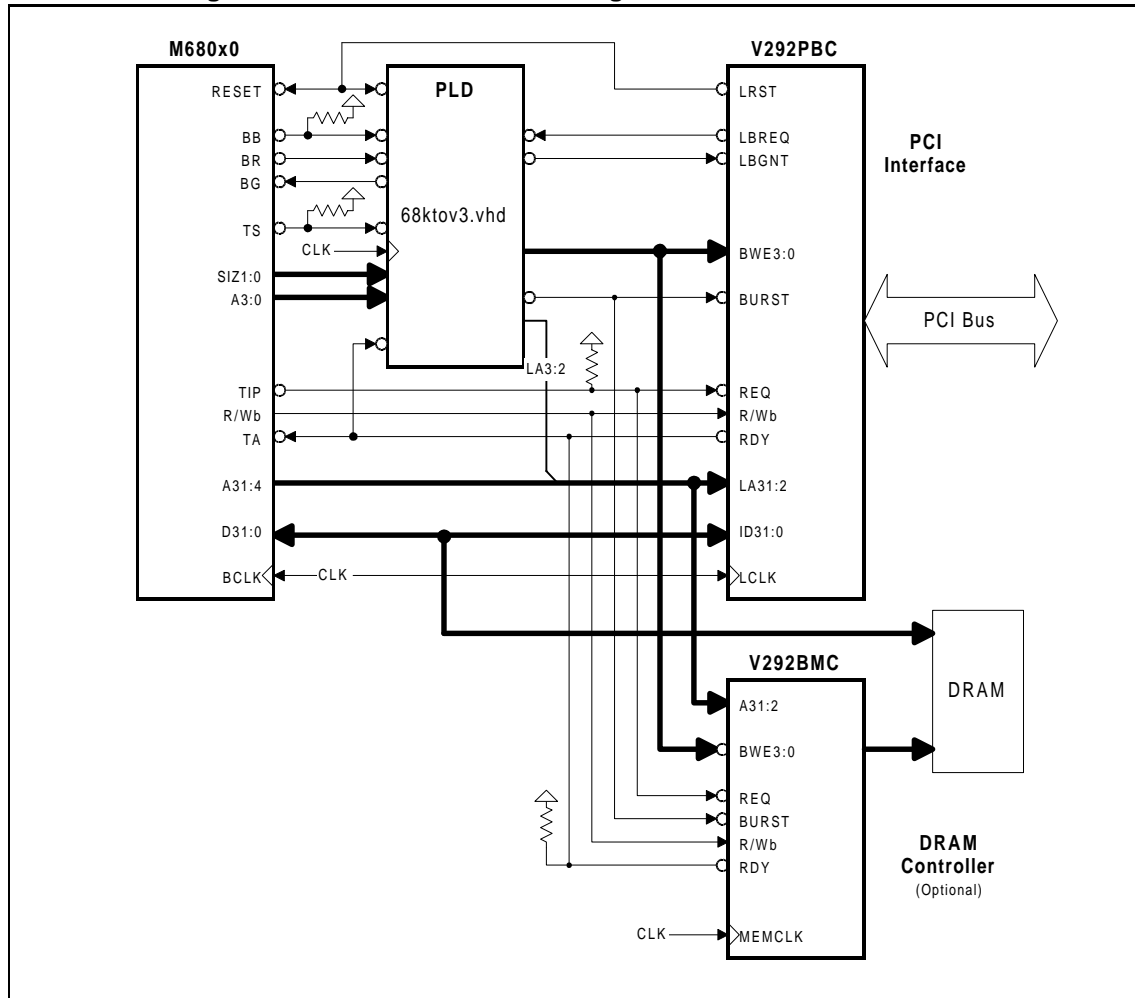 M680x0
V292PBC
RESET
PLD
LRST
BB
LBREQ
PCI
Interface
BR
LBGNT
BG
TS
68ktov3.vhd
CLK
BWE3:0
SIZ1:0
A3:0
BURST
PCI Bus
LA3:2
TIP
REQ
R/Wb
R/Wb
TA
RDY
A31:4
LA31:2
D31:0
ID31:0
BCLK
CLK
LCLK
V292BMC
DRAM
A31:2
BWE3:0
REQ
BURST
R/Wb
RDY
DRAM
Controller
(Optional)
CLK
MEMCLK